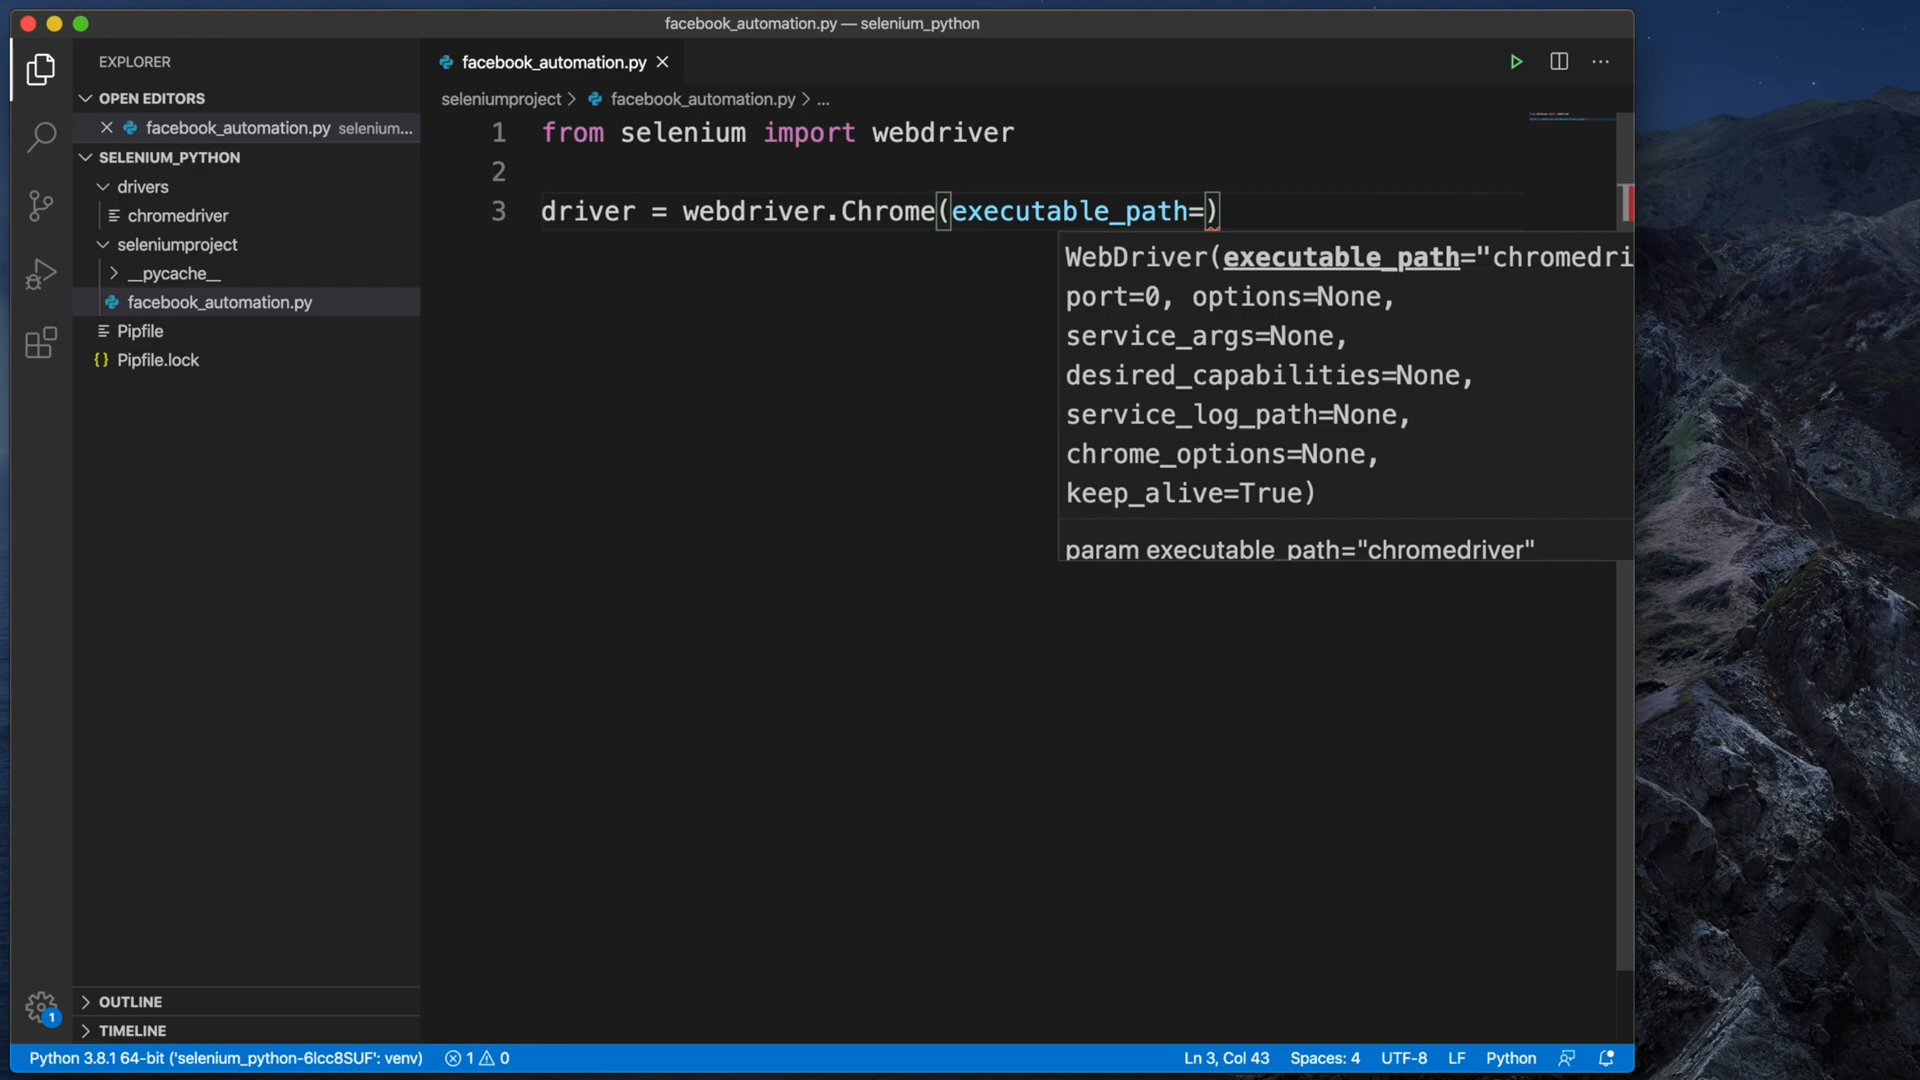 facebook_automation.py — selenium_python
EXPLORER
OPEN EDITORS
facebook_automation.py selenium...
SELENIUM_PYTHON
drivers
chromedriver
seleniumproject
__pycache__
facebook_automation.py
Pipfile
{} Pipfile.lock
OUTLINE
TIMELINE
facebook_automation.py
seleniumproject > facebook_automation.py > ...
1 from selenium import webdriver
2
3 driver = webdriver.Chrome(executable_path=)
WebDriver(executable_path="chromedri
port=0, options=None,
service_args=None,
desired_capabilities=None,
service_log_path=None,
chrome_options=None,
keep_alive=True)
param executable_path="chromedriver"
1
Python 3.8.1 64-bit ('selenium_python-6lcc8SUF': venv) 1 0 Ln 3, Col 43 Spaces: 4 UTF-8 LF Python